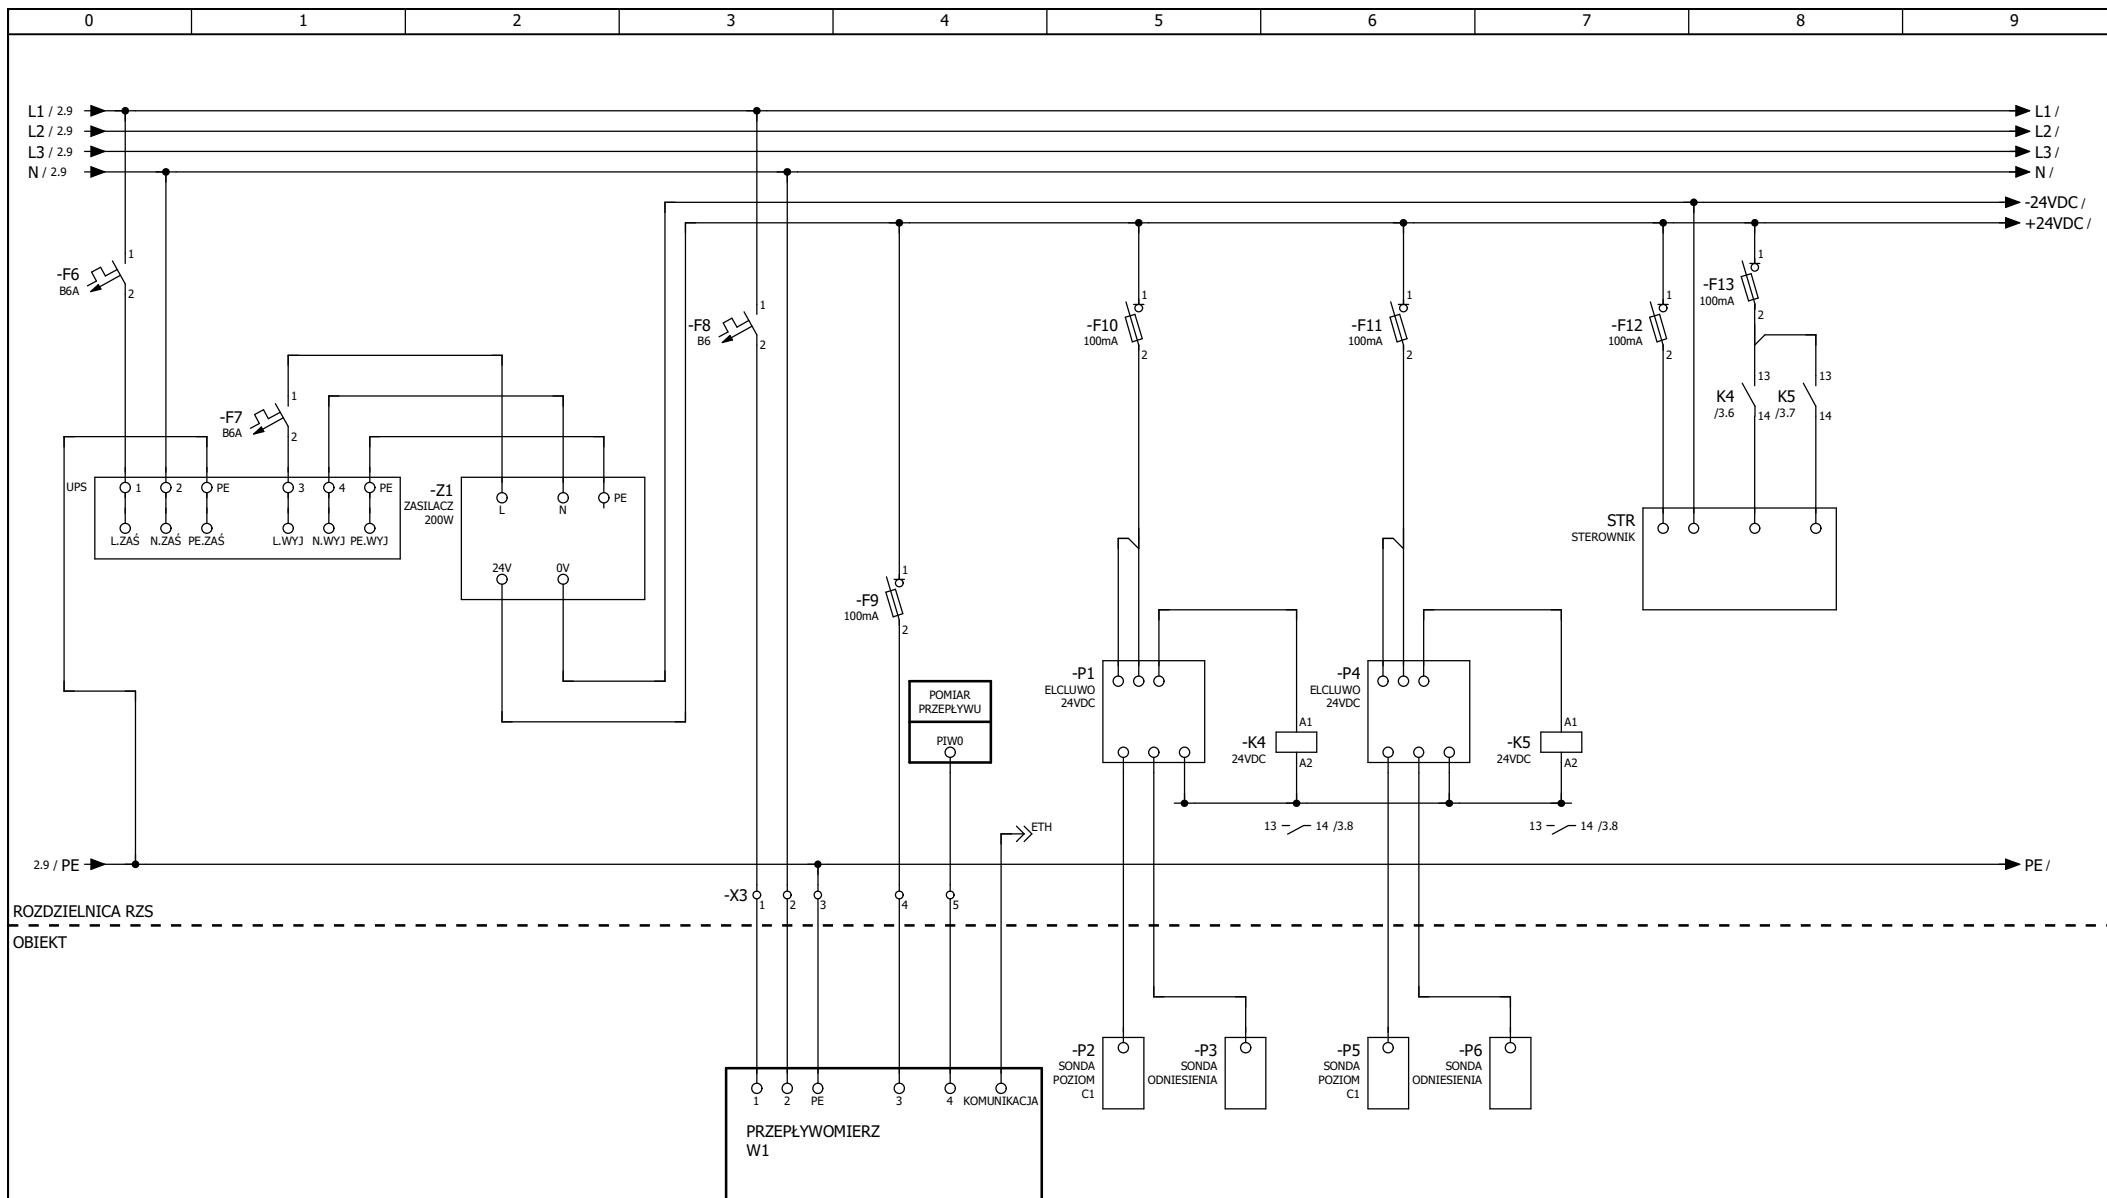 0 1 2 3 4 5 6 7 8 9
L1 / 2.9 L1 /
L2 / 2.9 L2 /
L3 / 2.9 L3 /
N / 2.9 N /
-24VDC /
+24VDC /
-F6
B6A
1
2
-F7
B6A
1
2
UPS
1 2 PE 3 4 PE
L.ZAŚ N.ZAŚ PE.ZAŚ L.WYJ N.WYJ PE.WYJ
-Z1
ZASILACZ
200W
L N PE
24V 0V
-F8
B6
1
2
-F9
100mA
1
2
POMIAR
PRZEPŁYWU
PIW0
ETH
-F10
100mA
1
2
-P1
ELCLUWO
24VDC
-K4
24VDC
A1
A2
13 14 /3.8
-F11
100mA
1
2
-P4
ELCLUWO
24VDC
-K5
24VDC
A1
A2
13 14 /3.8
-F12
100mA
1
2
-F13
100mA
1
2
K4
/3.6
13
14
K5
/3.7
13
14
STR
STEROWNIK
2.9 / PE PE /
-X3 1 2 3 4 5
ROZDZIELNICA RZS
OBIEKT
-P2
SONDA
POZIOM
C1
-P3
SONDA
ODNIESIENIA
-P5
SONDA
POZIOM
C1
-P6
SONDA
ODNIESIENIA
1 2 PE 3 4 KOMUNIKACJA
PRZEPŁYWOMIERZ
W1